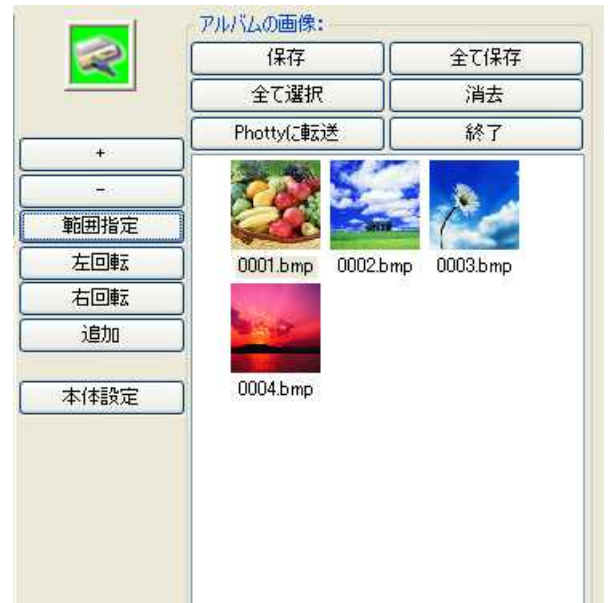 アルバムの画像:
保存
全て保存
全て選択
消去
Phottyに転送
終了
+
-
範囲指定
左回転
右回転
追加
本体設定
0001.bmp
0002.bmp
0003.bmp
0004.bmp